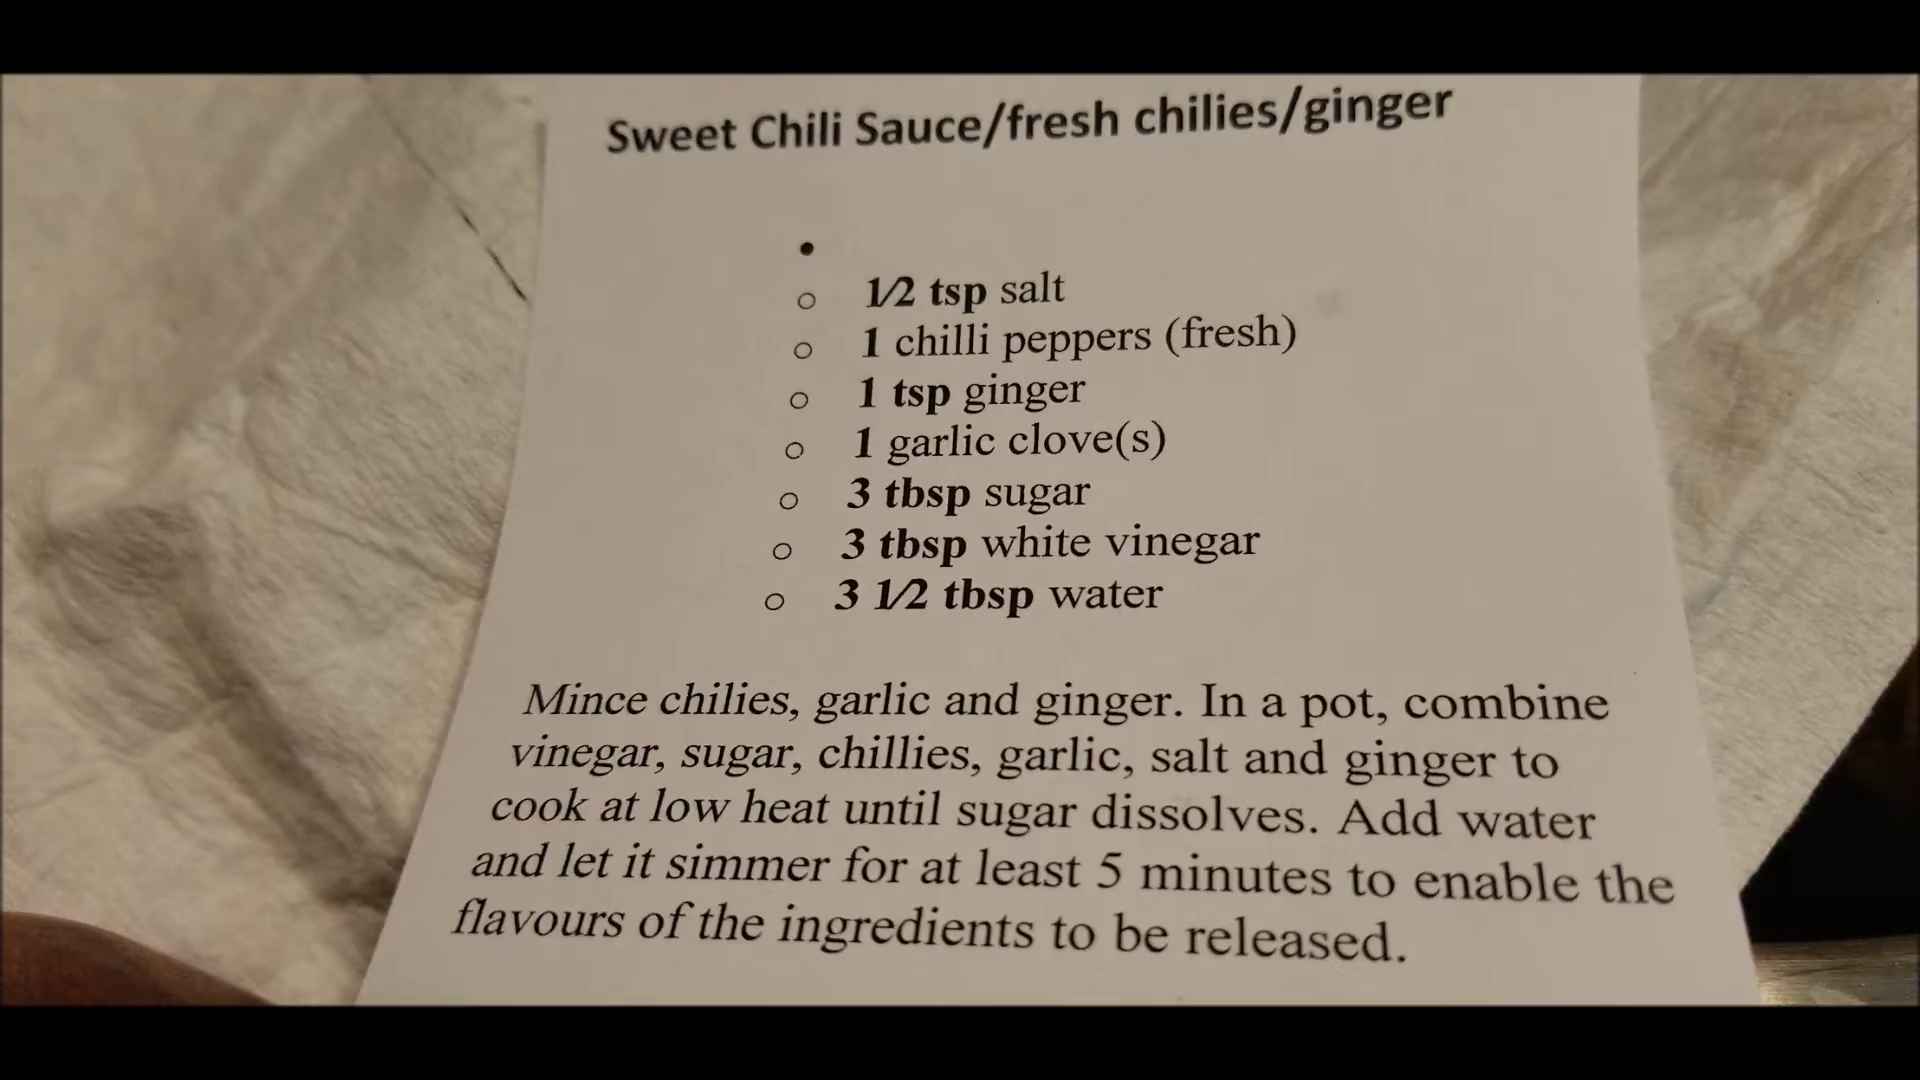 Sweet Chili Sauce/fresh chilies/ginger
1/2 tsp salt
1 chilli peppers (fresh)
1 tsp ginger
1 garlic clove(s)
3 tbsp sugar
3 tbsp white vinegar
3 1/2 tbsp water
Mince chilies, garlic and ginger. In a pot, combine
vinegar, sugar, chillies, garlic, salt and ginger to
cook at low heat until sugar dissolves. Add water
and let it simmer for at least 5 minutes to enable the
flavours of the ingredients to be released.